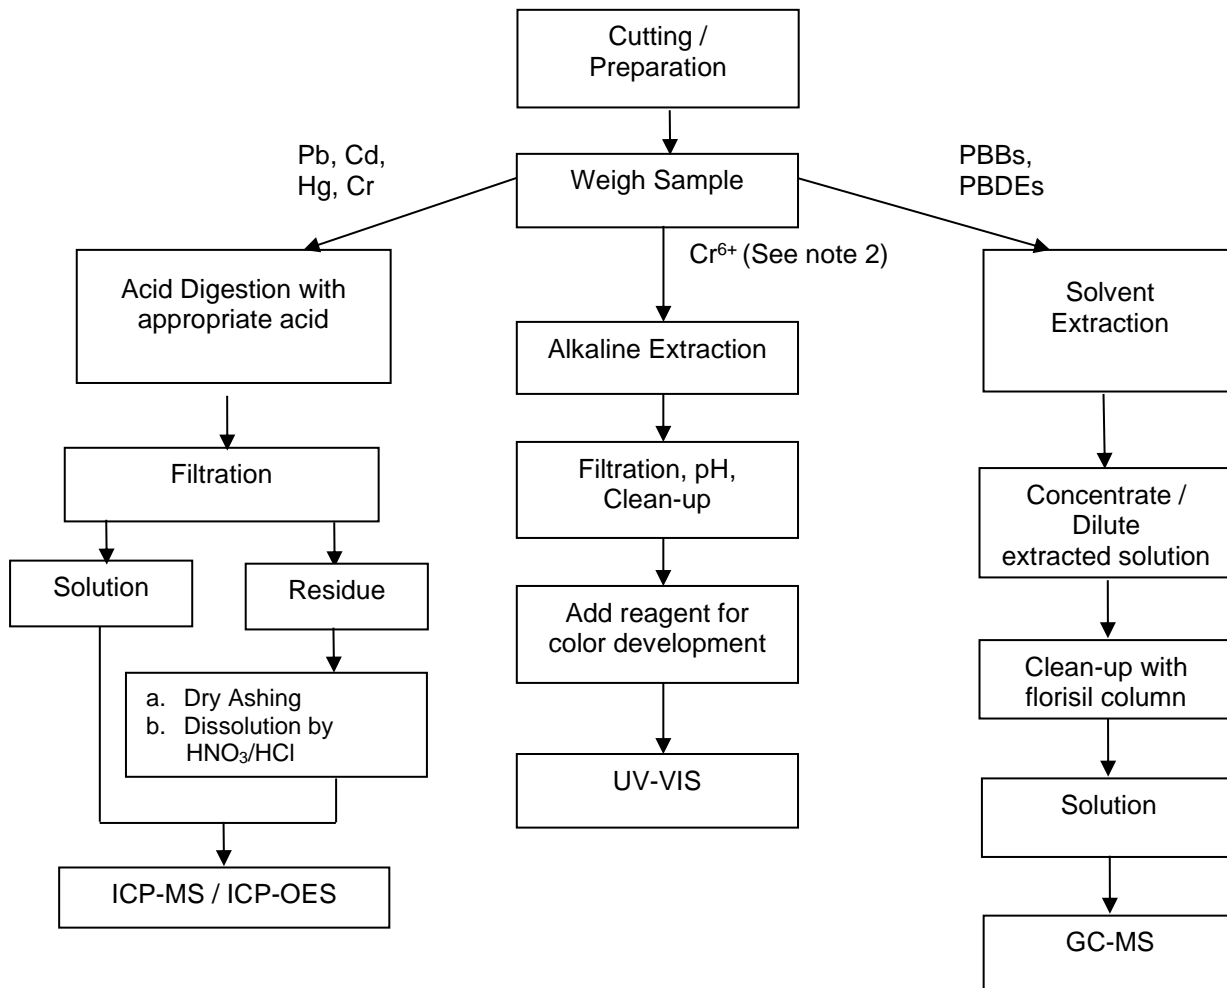 Cutting /
Preparation
Pb, Cd,
Hg, Cr
Weigh Sample
PBBs,
PBDEs
Cr⁶⁺ (See note 2)
Acid Digestion with
appropriate acid
Filtration
Solution
Residue
a. Dry Ashing
b. Dissolution by
HNO₃/HCl
ICP-MS / ICP-OES
Alkaline Extraction
Filtration, pH,
Clean-up
Add reagent for
color development
UV-VIS
Solvent
Extraction
Concentrate /
Dilute
extracted solution
Clean-up with
florisil column
Solution
GC-MS